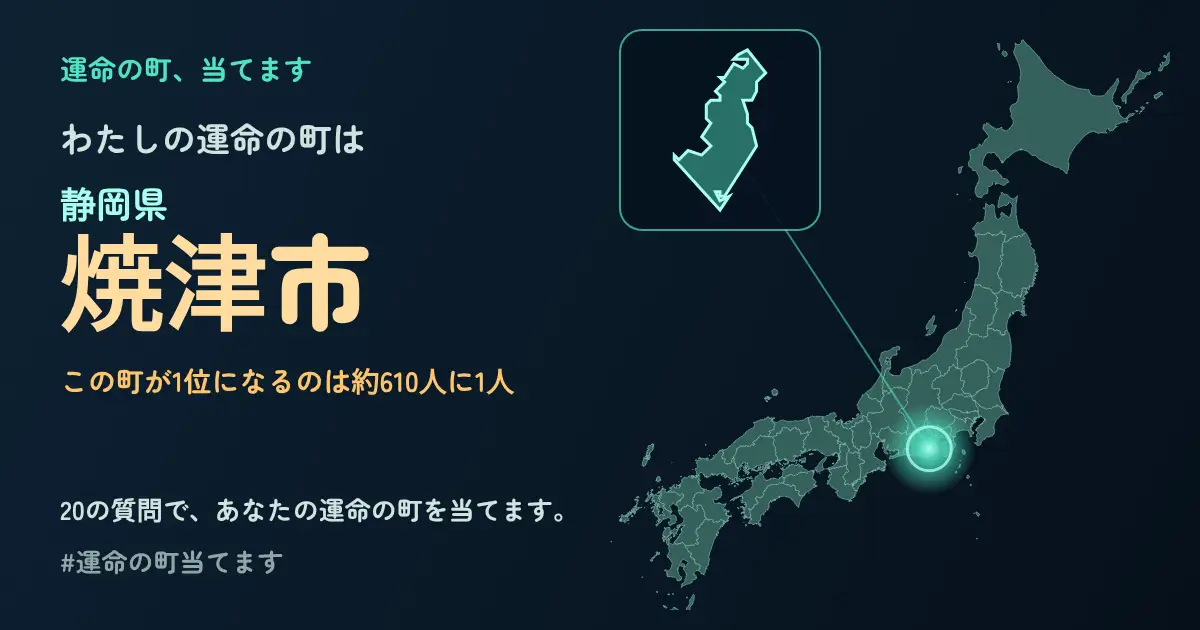 運命の町、当てます
わたしの運命の町は
静岡県
焼津市
この町が1位になるのは約610人に1人
20の質問で、あなたの運命の町を当てます。
#運命の町当てます